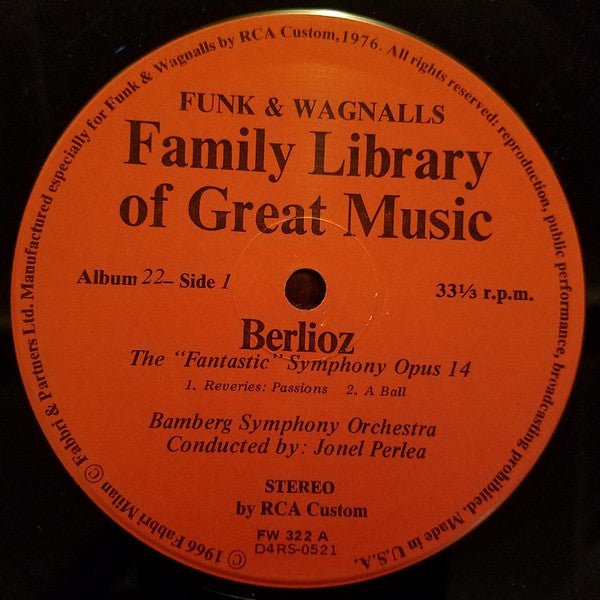 © 1966 Fabbri Milan © Fabbri & Partners Ltd. Manufactured especially for Funk & Wagnalls by RCA Custom, 1976. All rights reserved: reproduction, public performance, broadcasting prohibited. Made in U.S.A.
FUNK & WAGNALLS
Family Library
of Great Music
Album 22- Side 1
33⅓ r.p.m.
Berlioz
The "Fantastic" Symphony Opus 14
1. Reveries; Passions 2. A Ball
Bamberg Symphony Orchestra
Conducted by: Jonel Perlea
STEREO
by RCA Custom
FW 322 A
D4RS-0521